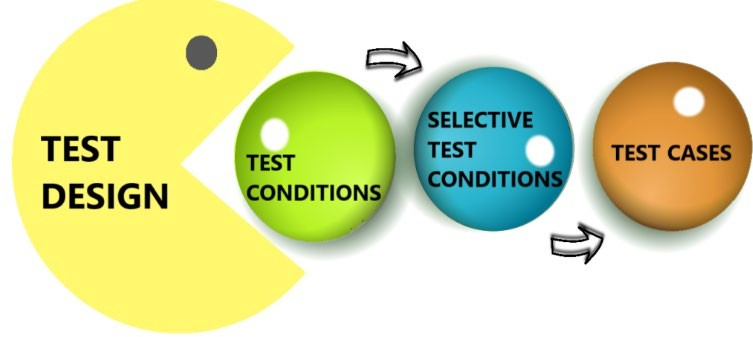 TEST
DESIGN
TEST
CONDITIONS
SELECTIVE
TEST
CONDITIONS
TEST CASES